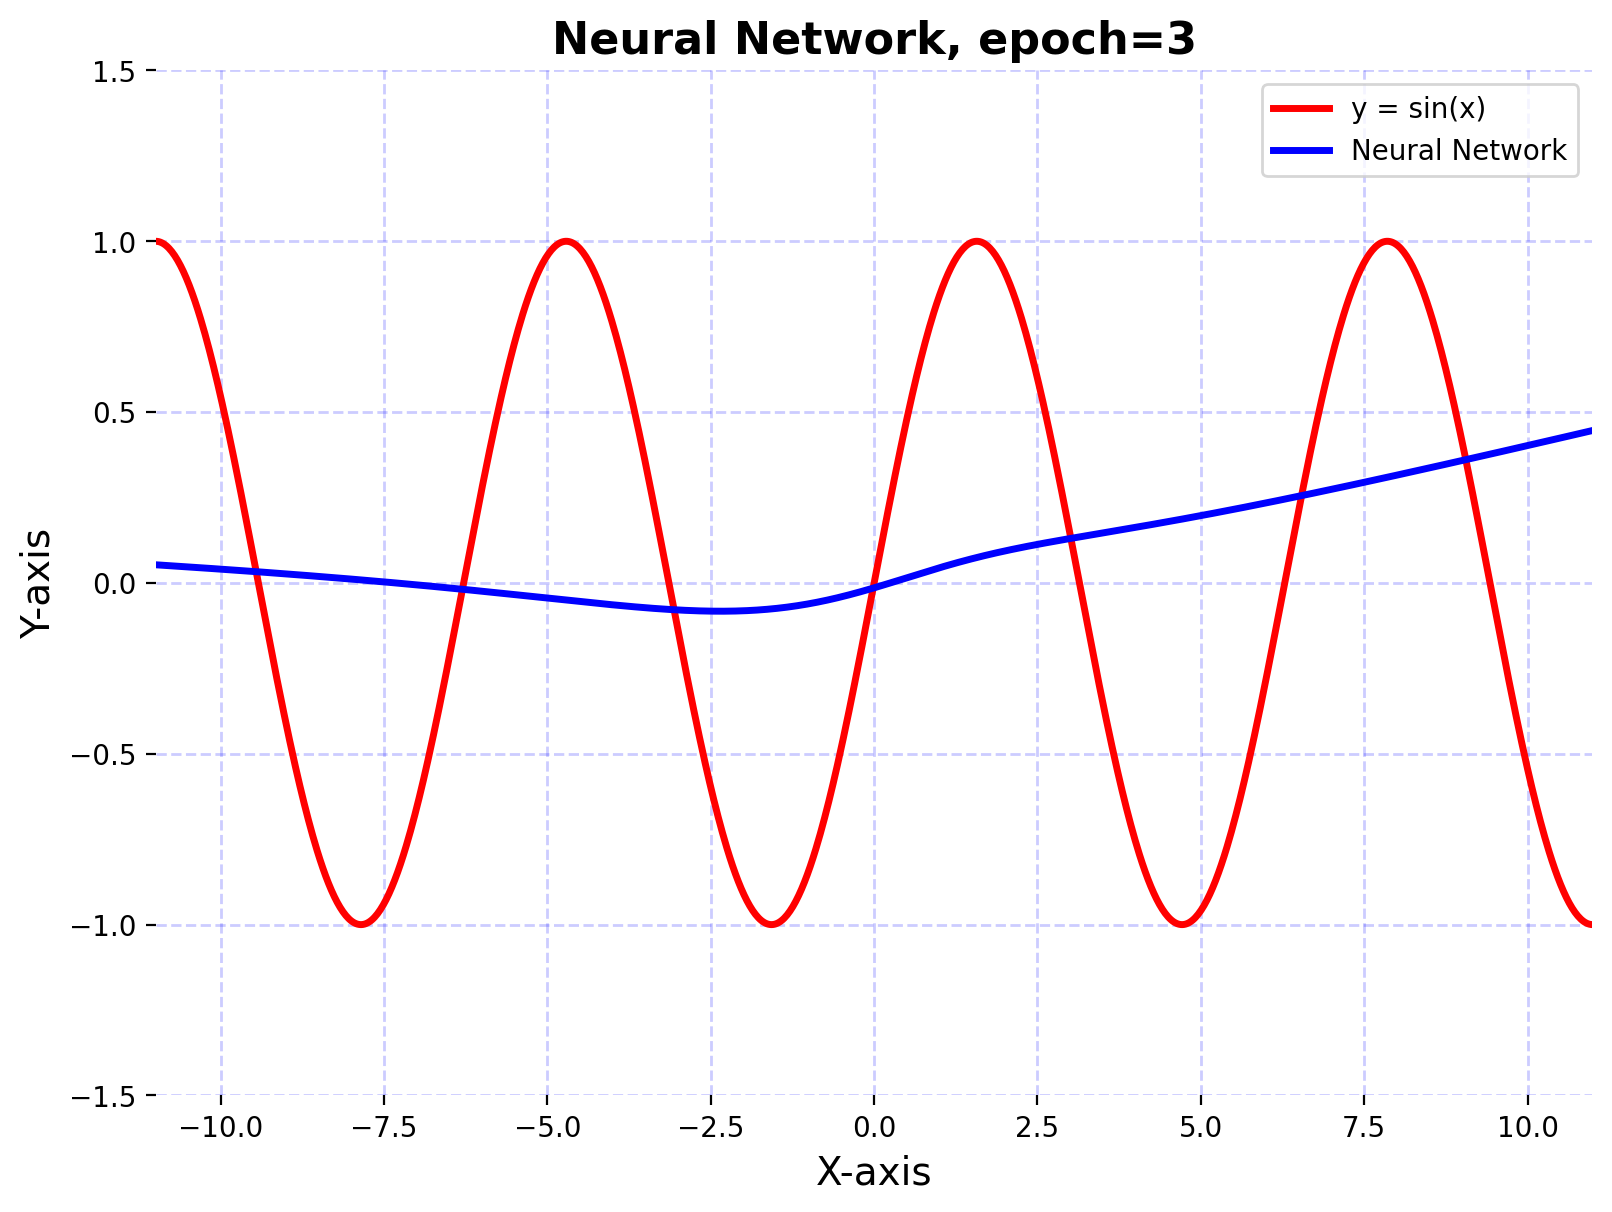 Neural Network, epoch=3
y = sin(x)
Neural Network
Y-axis
1.5
1.0
0.5
0.0
−0.5
−1.0
−1.5
−10.0 −7.5 −5.0 −2.5 0.0 2.5 5.0 7.5 10.0
X-axis